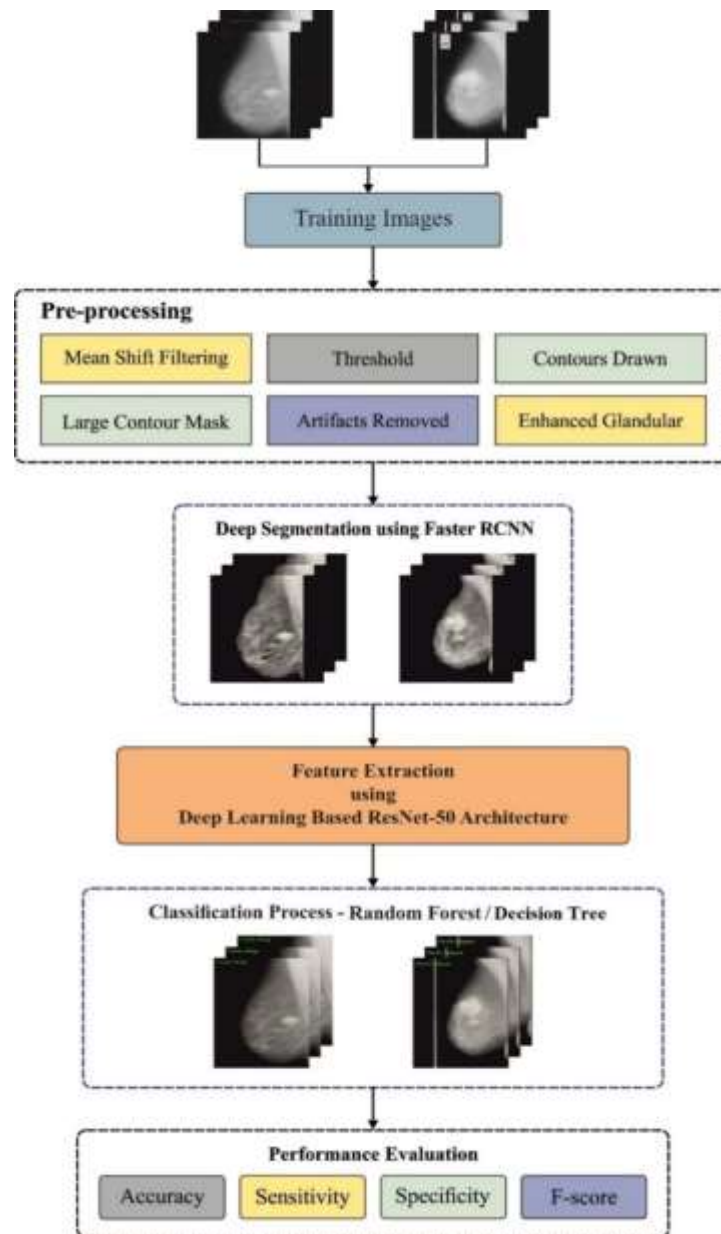 Training Images
Pre-processing
Mean Shift Filtering
Threshold
Contours Drawn
Large Contour Mask
Artifacts Removed
Enhanced Glandular
Deep Segmentation using Faster RCNN
Feature Extraction
using
Deep Learning Based ResNet-50 Architecture
Classification Process - Random Forest / Decision Tree
Performance Evaluation
Accuracy
Sensitivity
Specificity
F-score